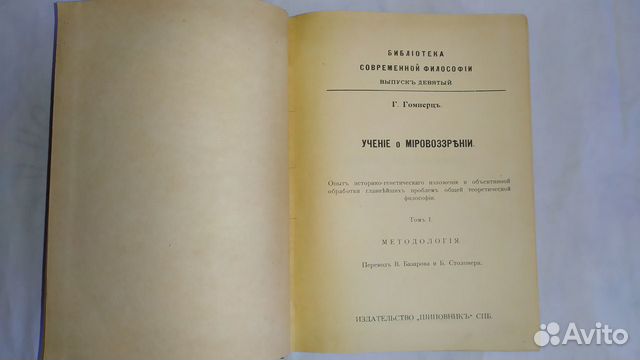 БИБЛІОТЕКА
СОВРЕМЕННОЙ ФИЛОСОФІИ
ВЫПУСКЪ ДЕВЯТЫЙ
Г. Гомперцъ.
УЧЕНІЕ о МІРОВОЗЗРѢНІИ.
Опытъ историко-генетическаго изложенія и объективной
обработки главнѣйшихъ проблемъ общей теоретической
философіи.
Томъ I.
МЕТОДОЛОГІЯ.
Переводъ В. Базарова и Б. Столпнера.
ИЗДАТЕЛЬСТВО „ШИПОВНИКЪ" СПБ.
Avito